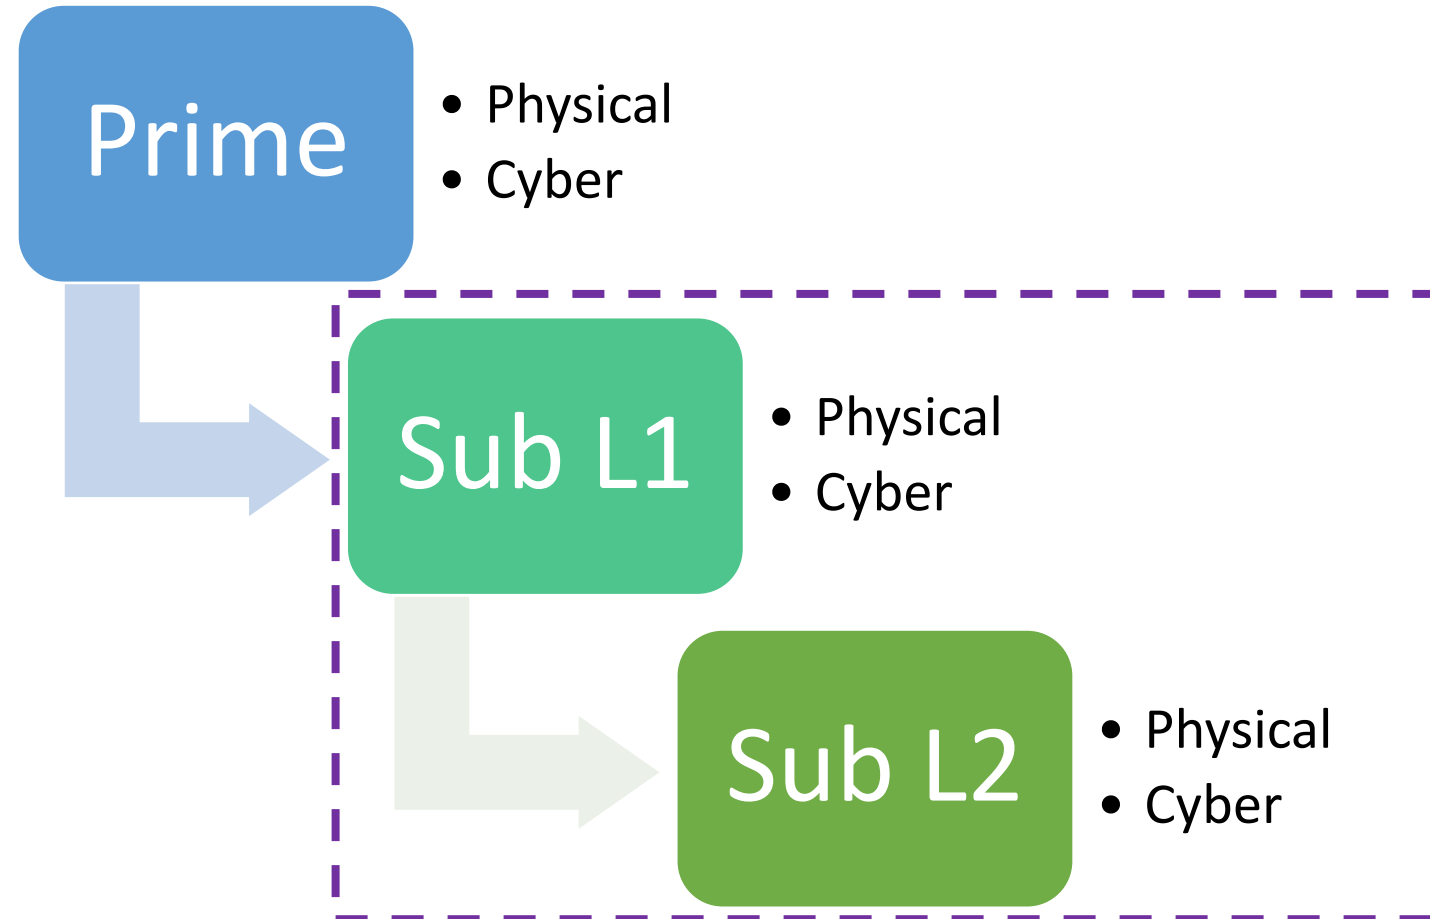 Prime
• Physical
• Cyber
Sub L1
• Physical
• Cyber
Sub L2
• Physical
• Cyber